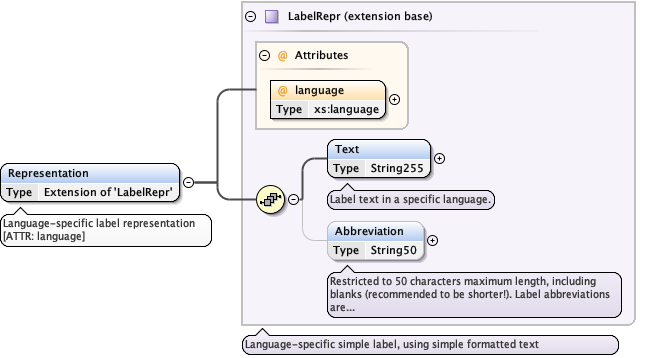 LabelRepr (extension base)
@ Attributes
@ language
Type xs:language
Representation
Type Extension of 'LabelRepr'
Language-specific label representation
[ATTR: language]
Text
Type String255
Label text in a specific language.
Abbreviation
Type String50
Restricted to 50 characters maximum length, including
blanks (recommended to be shorter!). Label abbreviations
are...
Language-specific simple label, using simple formatted text